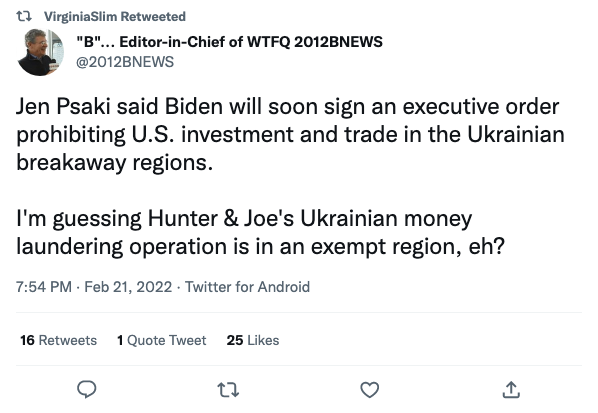 VirginiaSlim Retweeted
"B"... Editor-in-Chief of WTFQ 2012BNEWS
@2012BNEWS
Jen Psaki said Biden will soon sign an executive order
prohibiting U.S. investment and trade in the Ukrainian
breakaway regions.
I'm guessing Hunter & Joe's Ukrainian money
laundering operation is in an exempt region, eh?
7:54 PM · Feb 21, 2022 · Twitter for Android
16 Retweets 1 Quote Tweet 25 Likes